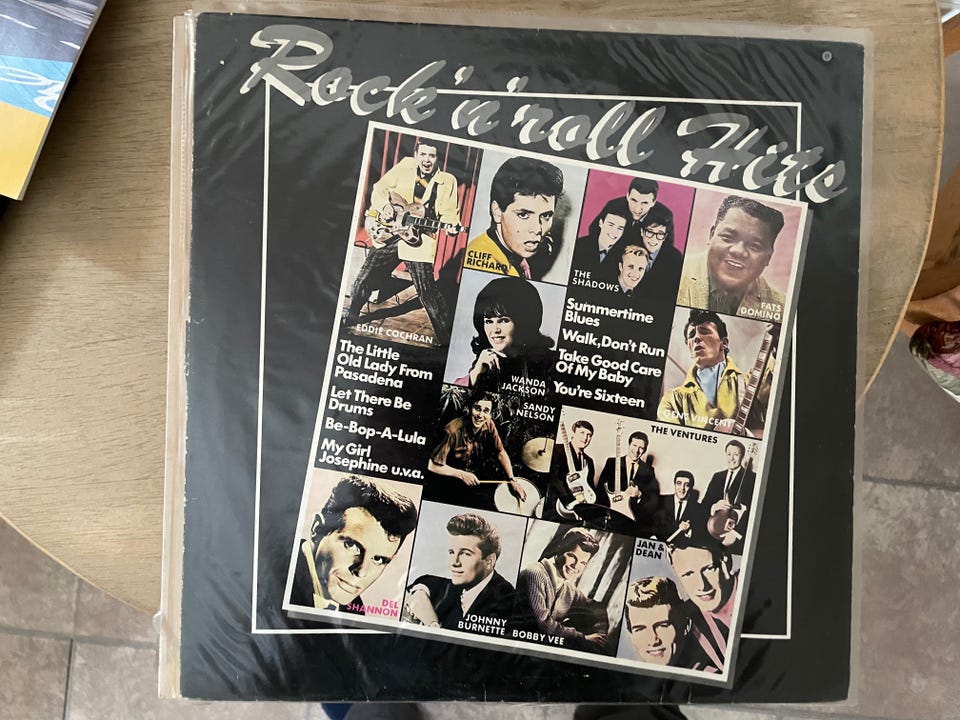 Rock'n'roll Hits
EDDIE COCHRAN
CLIFF
RICHARD
THE
SHADOWS
FATS
DOMINO
WANDA
JACKSON
Summertime
Blues
Walk, Don't Run
Take Good Care
Of My Baby
You're Sixteen
GENE VINCENT
The Little
Old Lady From
Pasadena
Let There Be
Drums
Be-Bop-A-Lula
My Girl
Josephine u.v.a.
SANDY
NELSON
THE VENTURES
DEL
SHANNON
JOHNNY
BURNETTE
BOBBY VEE
JAN &
DEAN